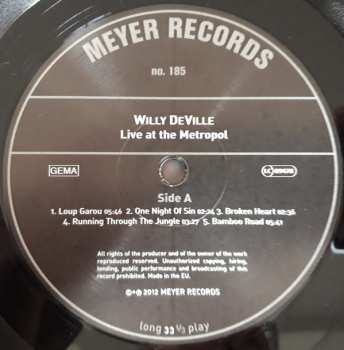 MEYER RECORDS
no. 185
WILLY DEVILLE
Live at the Metropol
GEMA
LC 09496
Side A
1. Loup Garou 05:46 2. One Night Of Sin 02:24 3. Broken Heart 02:36
4. Running Through The Jungle 03:27 5. Bamboo Road 05:41
All rights of the producer and of the owner of the work
reproduced reserved. Unauthorized copying, hiring,
lending, public performance and broadcasting of this
record prohibited. Made in the EU.
©+℗ 2012 MEYER RECORDS
long 33 ⅓ play